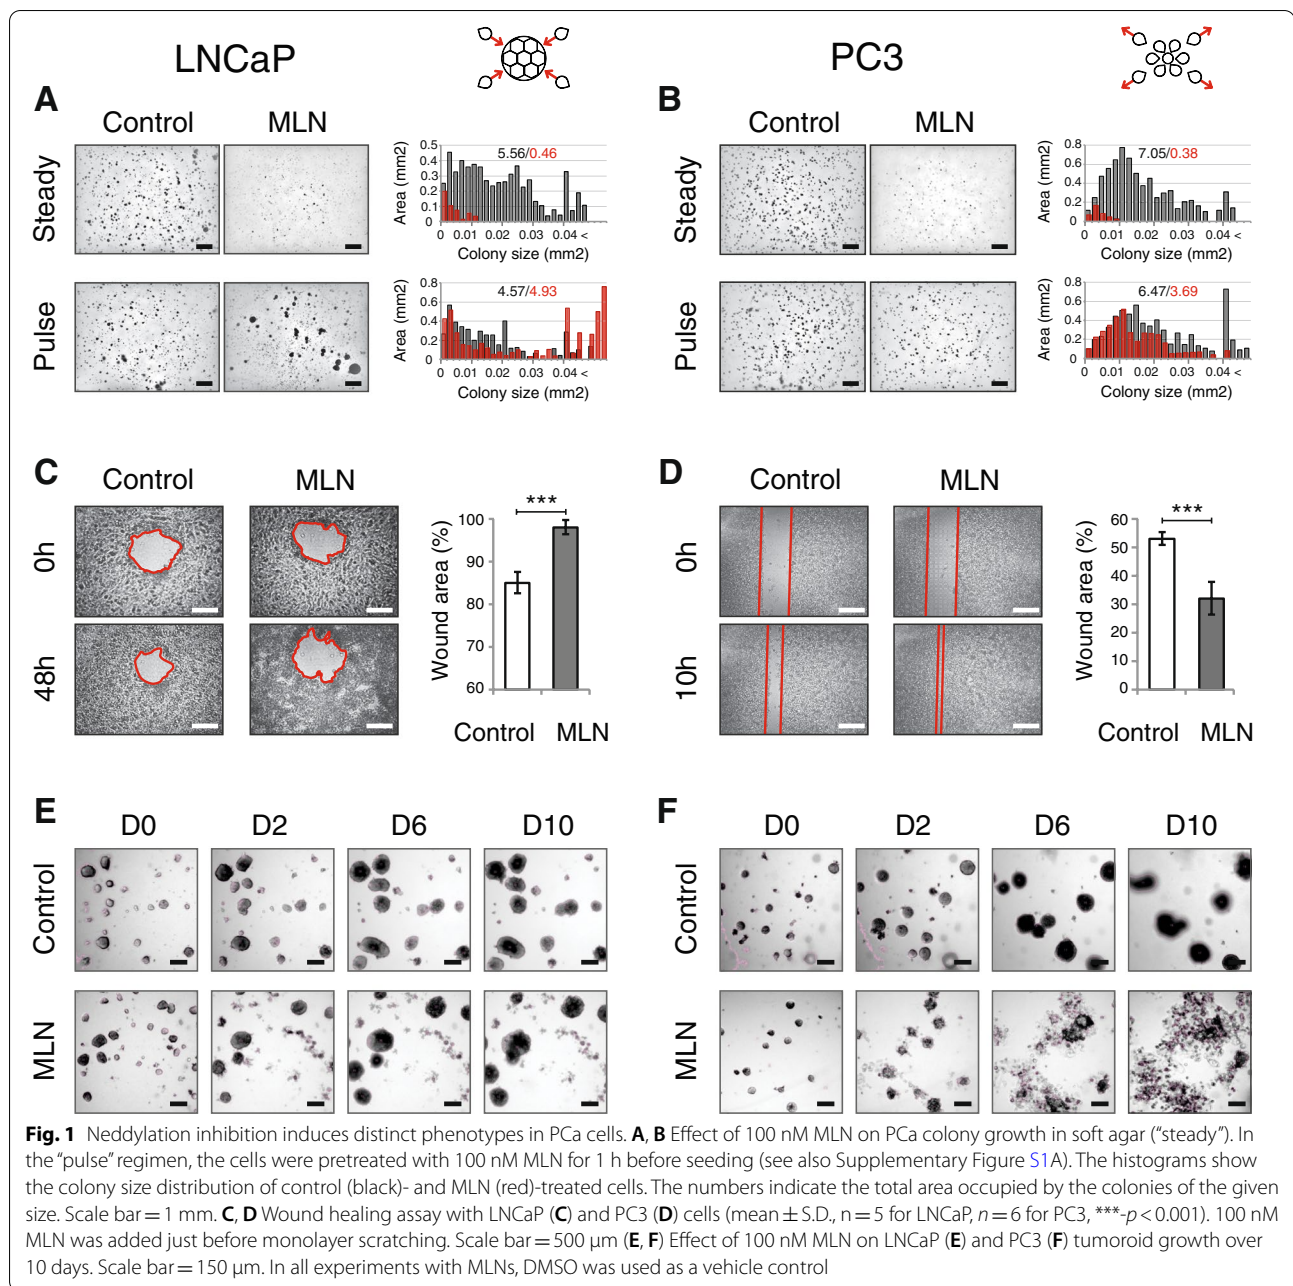 LNCaP
PC3
A
Control
MLN
Steady
0.5
0.4
0.3
0.2
0.1
0
Area (mm2)
5.56/0.46
0
0.01
0.02
0.03
0.04 <
Colony size (mm2)
Pulse
0.8
0.6
0.4
0.2
0
Area (mm2)
4.57/4.93
0
0.01
0.02
0.03
0.04 <
Colony size (mm2)
B
Control
MLN
Steady
0.8
0.6
0.4
0.2
0
Area (mm2)
7.05/0.38
0
0.01
0.02
0.03
0.04 <
Colony size (mm2)
Pulse
0.8
0.6
0.4
0.2
0
Area (mm2)
6.47/3.69
0
0.01
0.02
0.03
0.04 <
Colony size (mm2)
C
Control
MLN
0h
48h
***
100
90
80
70
60
Wound area (%)
Control
MLN
D
Control
MLN
0h
10h
***
60
50
40
30
20
10
0
Wound area (%)
Control
MLN
E
D0
D2
D6
D10
Control
MLN
F
D0
D2
D6
D10
Control
MLN
Fig. 1 Neddylation inhibition induces distinct phenotypes in PCa cells. A, B Effect of 100 nM MLN on PCa colony growth in soft agar (“steady”). In
the “pulse” regimen, the cells were pretreated with 100 nM MLN for 1 h before seeding (see also Supplementary Figure S1A). The histograms show
the colony size distribution of control (black)- and MLN (red)-treated cells. The numbers indicate the total area occupied by the colonies of the given
size. Scale bar = 1 mm. C, D Wound healing assay with LNCaP (C) and PC3 (D) cells (mean ± S.D., n = 5 for LNCaP, n = 6 for PC3, ***-p < 0.001). 100 nM
MLN was added just before monolayer scratching. Scale bar = 500 µm (E, F) Effect of 100 nM MLN on LNCaP (E) and PC3 (F) tumoroid growth over
10 days. Scale bar = 150 µm. In all experiments with MLNs, DMSO was used as a vehicle control